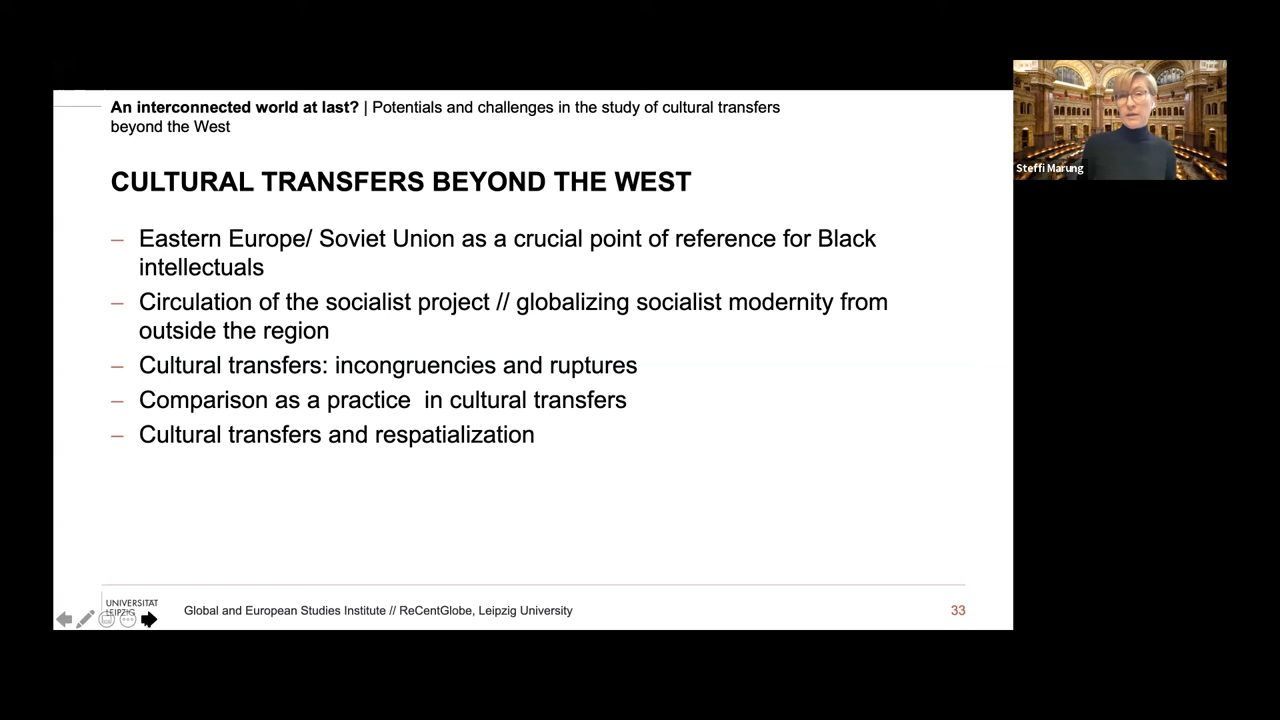 An interconnected world at last? | Potentials and challenges in the study of cultural transfers
beyond the West
CULTURAL TRANSFERS BEYOND THE WEST
– Eastern Europe/ Soviet Union as a crucial point of reference for Black
intellectuals
– Circulation of the socialist project // globalizing socialist modernity from
outside the region
– Cultural transfers: incongruencies and ruptures
– Comparison as a practice  in cultural transfers
– Cultural transfers and respatialization
UNIVERSITÄT
LEIPZIG
Global and European Studies Institute // ReCentGlobe, Leipzig University
33
Steffi Marung